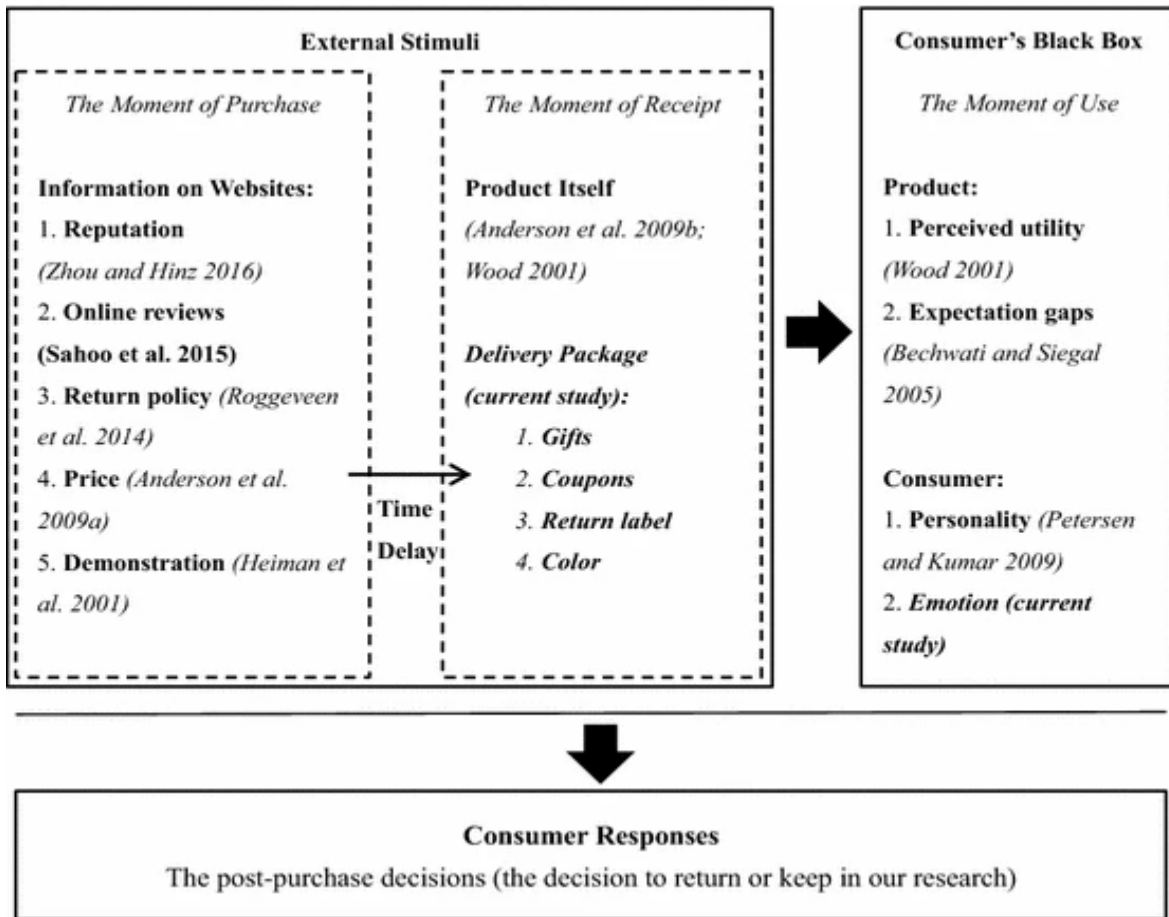 External Stimuli
The Moment of Purchase
Information on Websites:
1. Reputation
(Zhou and Hinz 2016)
2. Online reviews
(Sahoo et al. 2015)
3. Return policy (Roggeveen
et al. 2014)
4. Price (Anderson et al.
2009a)
5. Demonstration (Heiman et
al. 2001)
Time
Delay
The Moment of Receipt
Product Itself
(Anderson et al. 2009b;
Wood 2001)
Delivery Package
(current study):
1. Gifts
2. Coupons
3. Return label
4. Color
Consumer's Black Box
The Moment of Use
Product:
1. Perceived utility
(Wood 2001)
2. Expectation gaps
(Bechwati and Siegal
2005)
Consumer:
1. Personality (Petersen
and Kumar 2009)
2. Emotion (current
study)
Consumer Responses
The post-purchase decisions (the decision to return or keep in our research)